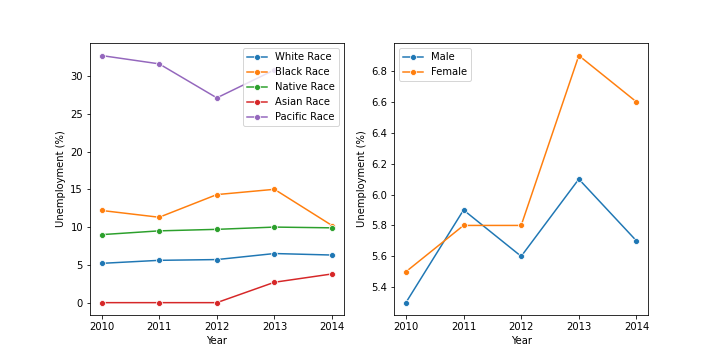 White Race
Black Race
Native Race
Asian Race
Pacific Race
30
25
20
15
10
5
0
Unemployment (%)
2010 2011 2012 2013 2014
Year
Male
Female
6.8
6.6
6.4
6.2
6.0
5.8
5.6
5.4
Unemployment (%)
2010 2011 2012 2013 2014
Year